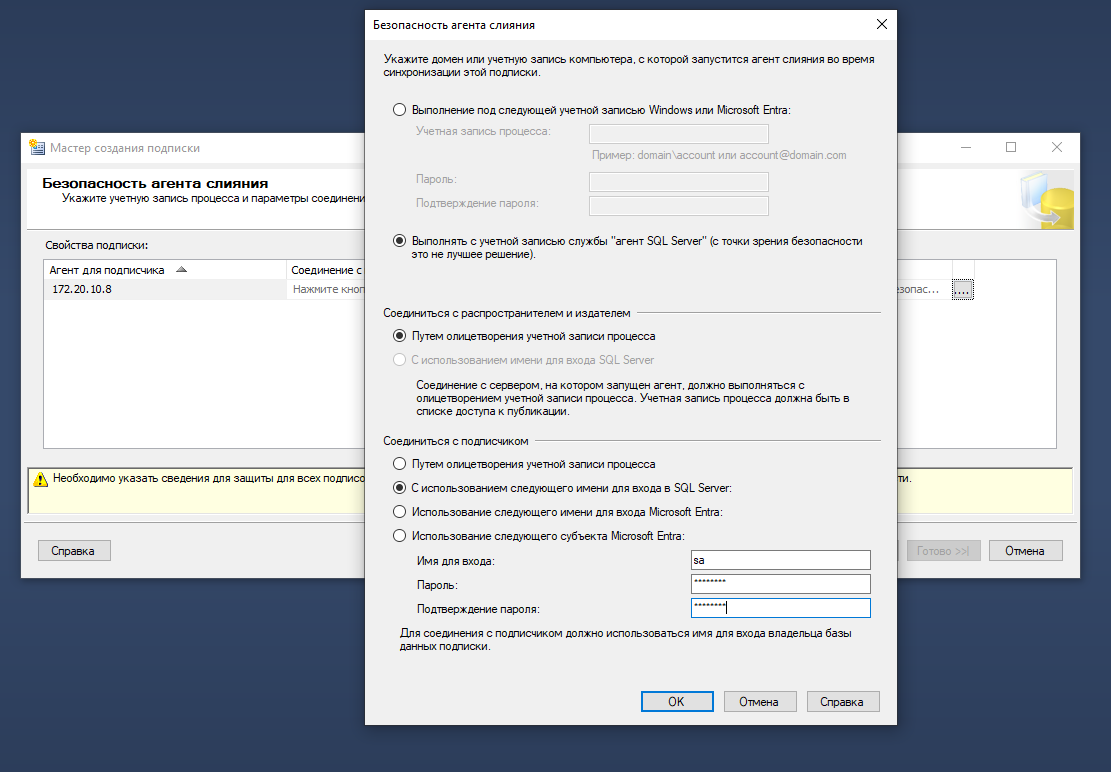 Безопасность агента слияния
Укажите домен или учетную запись компьютера, с которой запустится агент слияния во время
синхронизации этой подписки.
Выполнение под следующей учетной записью Windows или Microsoft Entra:
Учетная запись процесса:
Пример: domain\account или account@domain.com
Пароль:
Подтверждение пароля:
Выполнять с учетной записью службы "агент SQL Server" (с точки зрения безопасности
это не лучшее решение).
Соединиться с распространителем и издателем
Путем олицетворения учетной записи процесса
С использованием имени для входа SQL Server
Соединение с сервером, на котором запущен агент, должно выполняться с
олицетворением учетной записи процесса. Учетная запись процесса должна быть в
списке доступа к публикации.
Соединиться с подписчиком
Путем олицетворения учетной записи процесса
С использованием следующего имени для входа в SQL Server:
Использование следующего имени для входа Microsoft Entra:
Использование следующего субъекта Microsoft Entra:
Имя для входа: sa
Пароль: ********
Подтверждение пароля: ********
Для соединения с подписчиком должно использоваться имя для входа владельца базы
данных подписки.
ОК Отмена Справка
Мастер создания подписки
Безопасность агента слияния
Укажите учетную запись процесса и параметры
Свойства подписки:
Агент для подписчика Соединение с
172.20.10.8 Нажмите ...
Необходимо указать сведения для защиты для всех
Справка Готово >>| Отмена